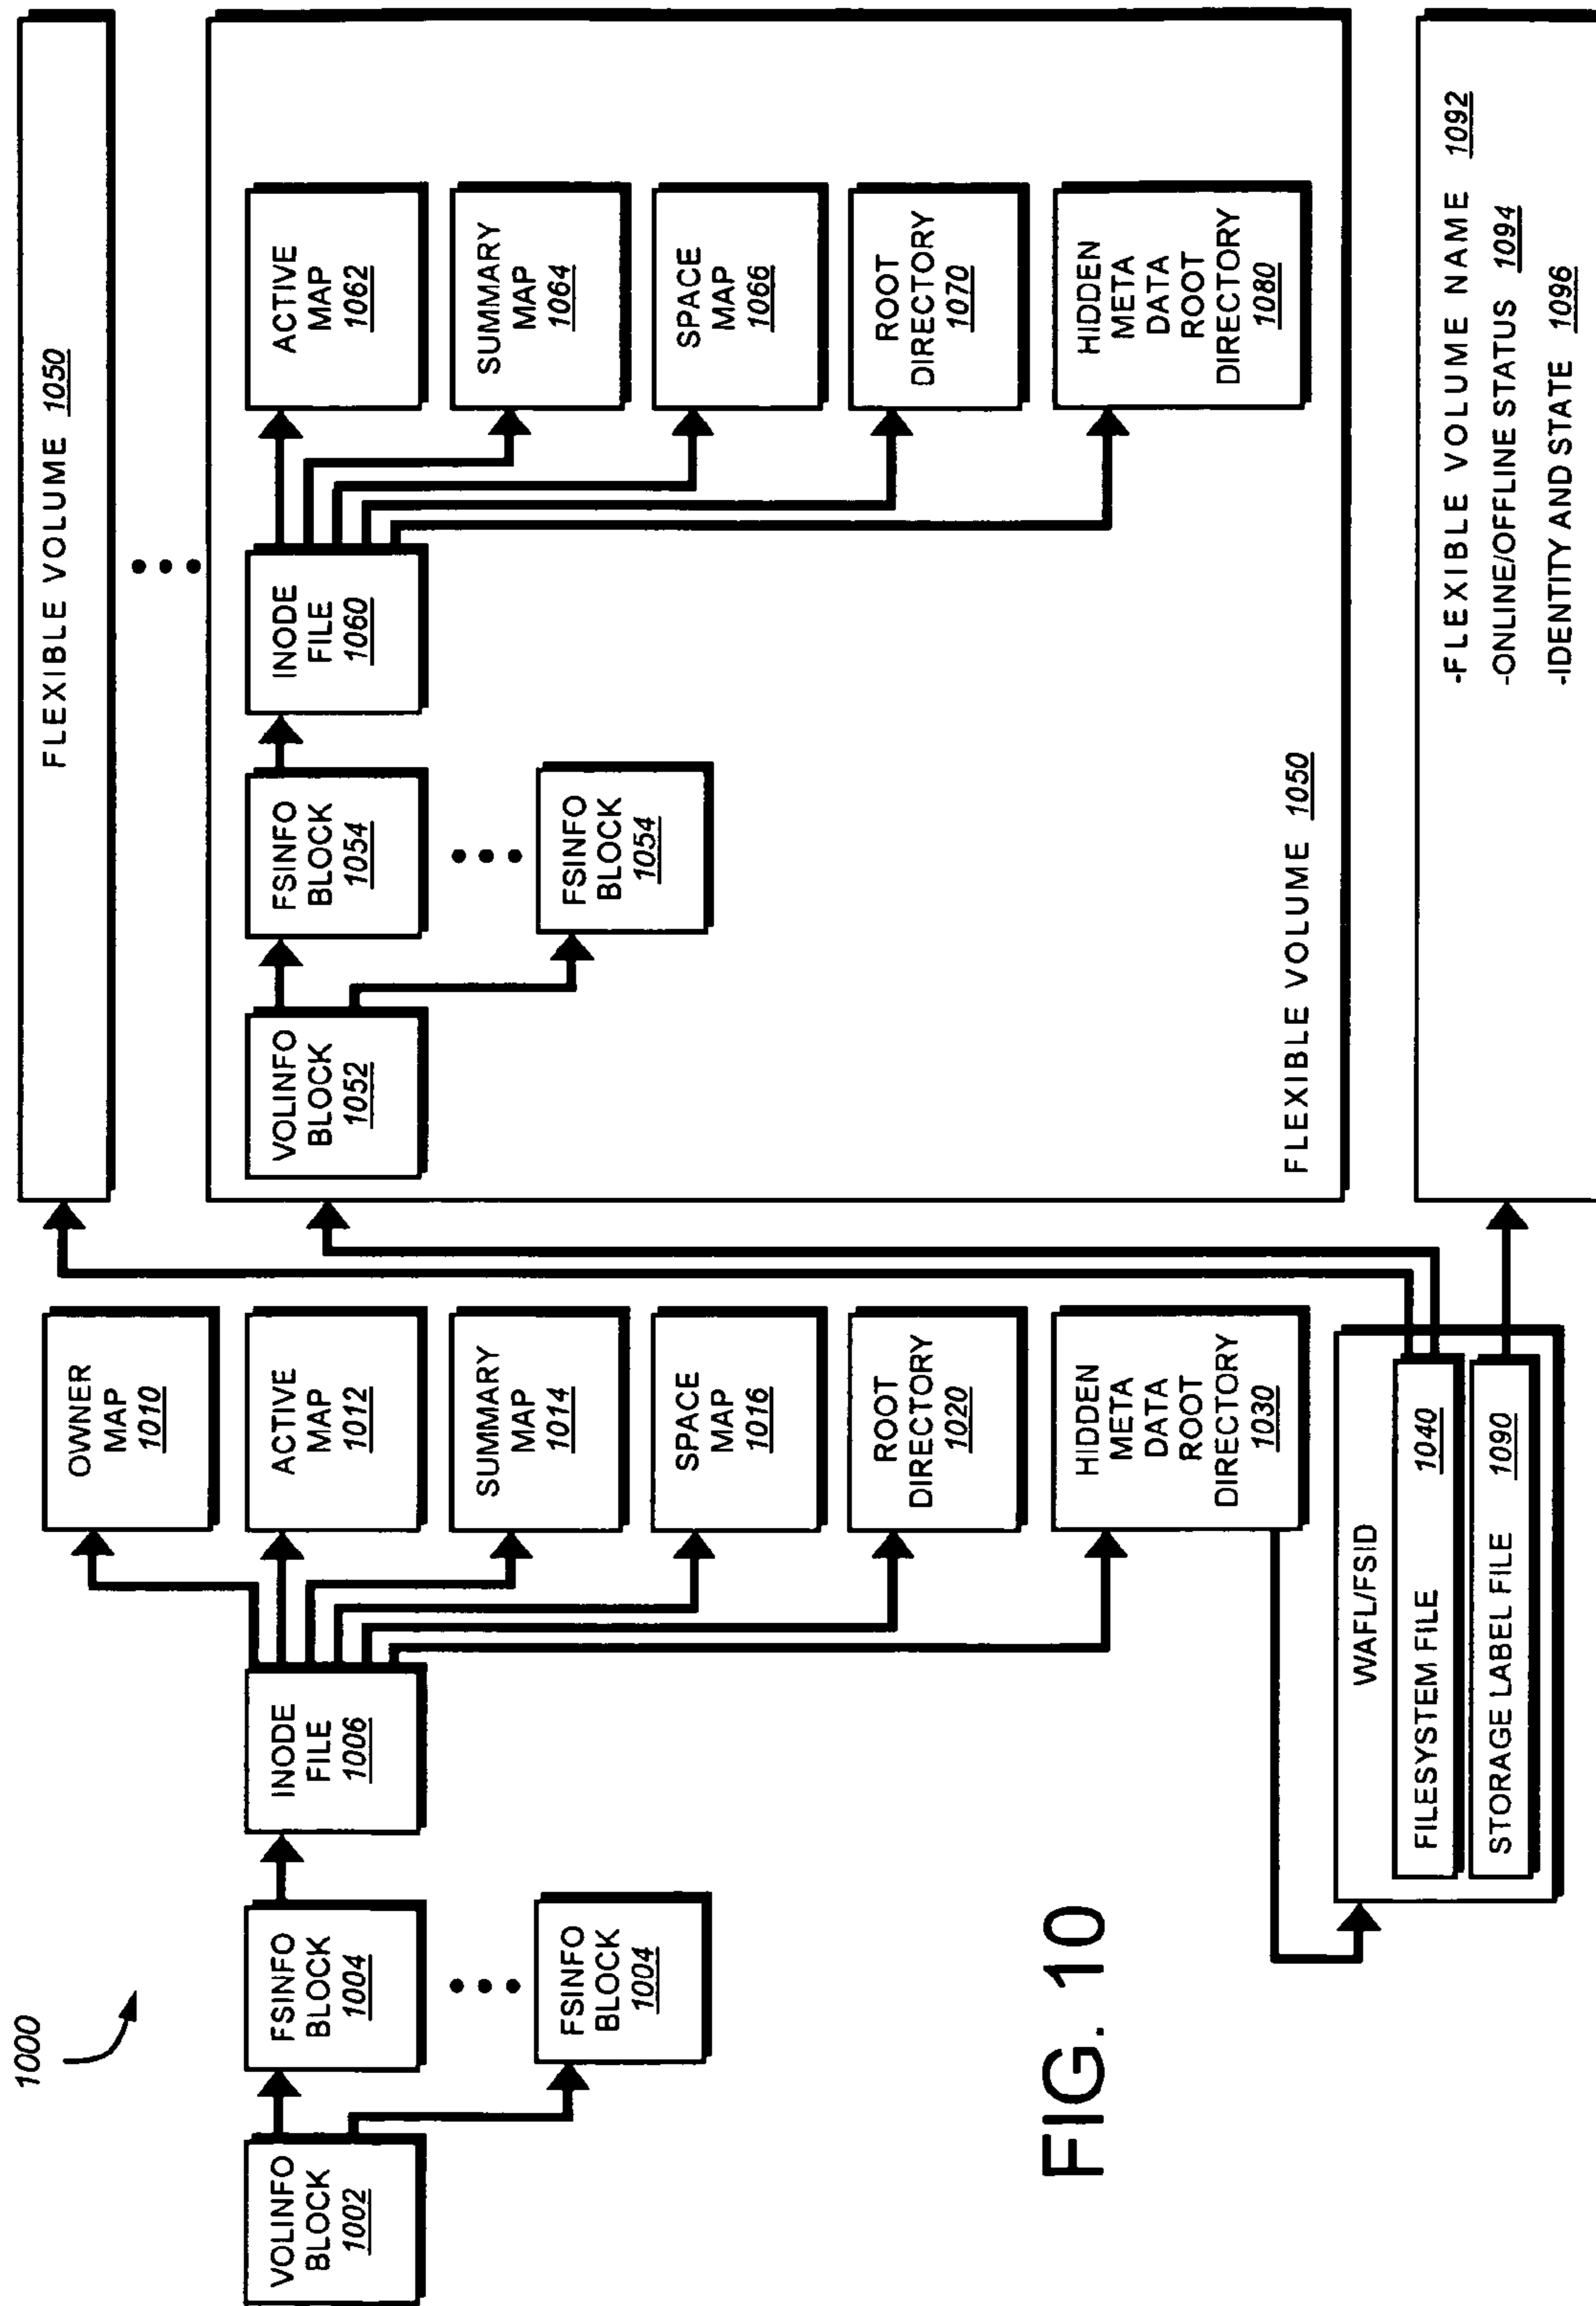 1000
VOLINFO
BLOCK
1002
FSINFO
BLOCK
1004
FSINFO
BLOCK
1004
INODE
FILE
1006
OWNER
MAP
1010
ACTIVE
MAP
1012
SUMMARY
MAP
1014
SPACE
MAP
1016
ROOT
DIRECTORY
1020
HIDDEN
META
DATA
ROOT
DIRECTORY
1030
WAFL/FSID
FILESYSTEM FILE 1040
STORAGE LABEL FILE 1090
FLEXIBLE VOLUME 1050
VOLINFO
BLOCK
1052
FSINFO
BLOCK
1054
FSINFO
BLOCK
1054
INODE
FILE
1060
ACTIVE
MAP
1062
SUMMARY
MAP
1064
SPACE
MAP
1066
ROOT
DIRECTORY
1070
HIDDEN
META
DATA
ROOT
DIRECTORY
1080
FLEXIBLE VOLUME 1050
-FLEXIBLE VOLUME NAME 1092
-ONLINE/OFFLINE STATUS 1094
-IDENTITY AND STATE 1096
FIG. 10